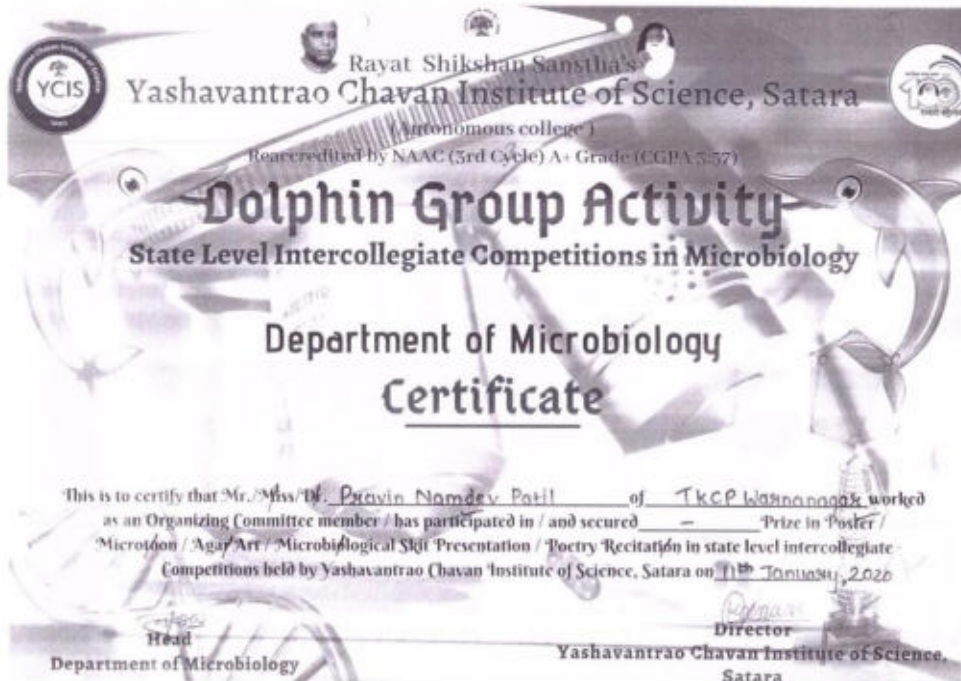 YCIS
Rayat Shikshan Sanstha's
Yashavantrao Chavan Institute of Science, Satara
(Autonomous college)
Reaccredited by NAAC (3rd Cycle) A+ Grade (CGPA 3.57)
Dolphin Group Activity
State Level Intercollegiate Competitions in Microbiology
Department of Microbiology
Certificate
This is to certify that Mr./Miss/Dr. Pravin Namdev Patil of TKCP Warnanagar worked
as an Organizing Committee member / has participated in / and secured - Prize in Poster /
Microtoon / Agar Art / Microbiological Skit Presentation / Poetry Recitation in state level intercollegiate
Competitions held by Yashavantrao Chavan Institute of Science, Satara on 11th January, 2020
Head
Department of Microbiology
Director
Yashavantrao Chavan Institute of Science,
Satara